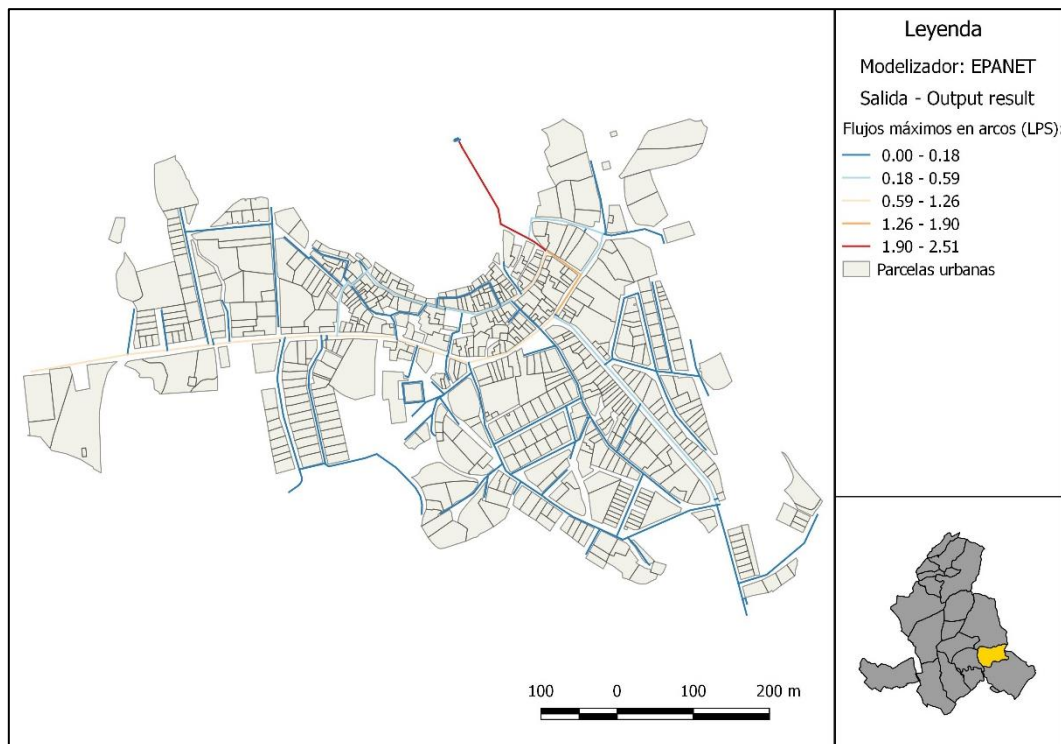 Leyenda
Modelizador: EPANET
Salida - Output result
Flujos máximos en arcos (LPS):
0.00 - 0.18
0.18 - 0.59
0.59 - 1.26
1.26 - 1.90
1.90 - 2.51
Parcelas urbanas
100 0 100 200 m